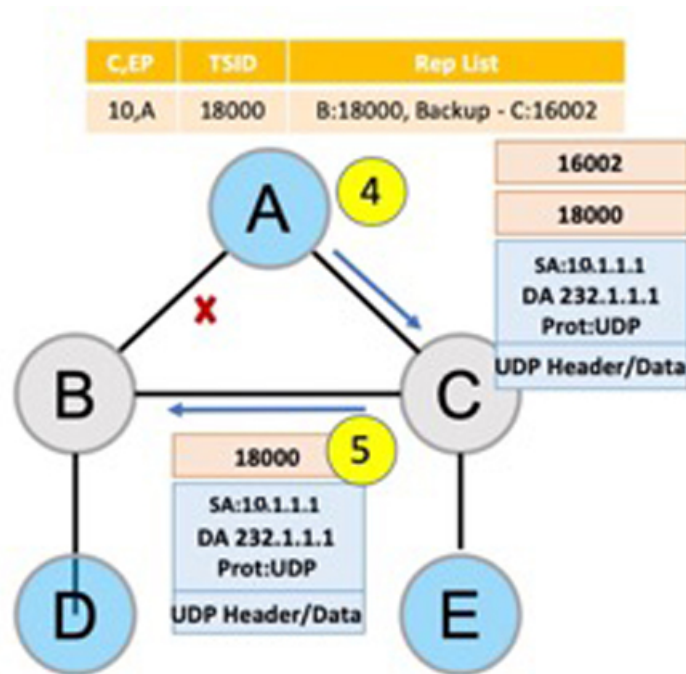 C,EP TSID Rep List
10,A 18000 B:18000, Backup - C:16002
16002
A 4
18000
SA:10.1.1.1
DA 232.1.1.1
Prot:UDP
UDP Header/Data
X
B C
18000 5
SA:10.1.1.1
DA 232.1.1.1
Prot:UDP
UDP Header/Data
D E